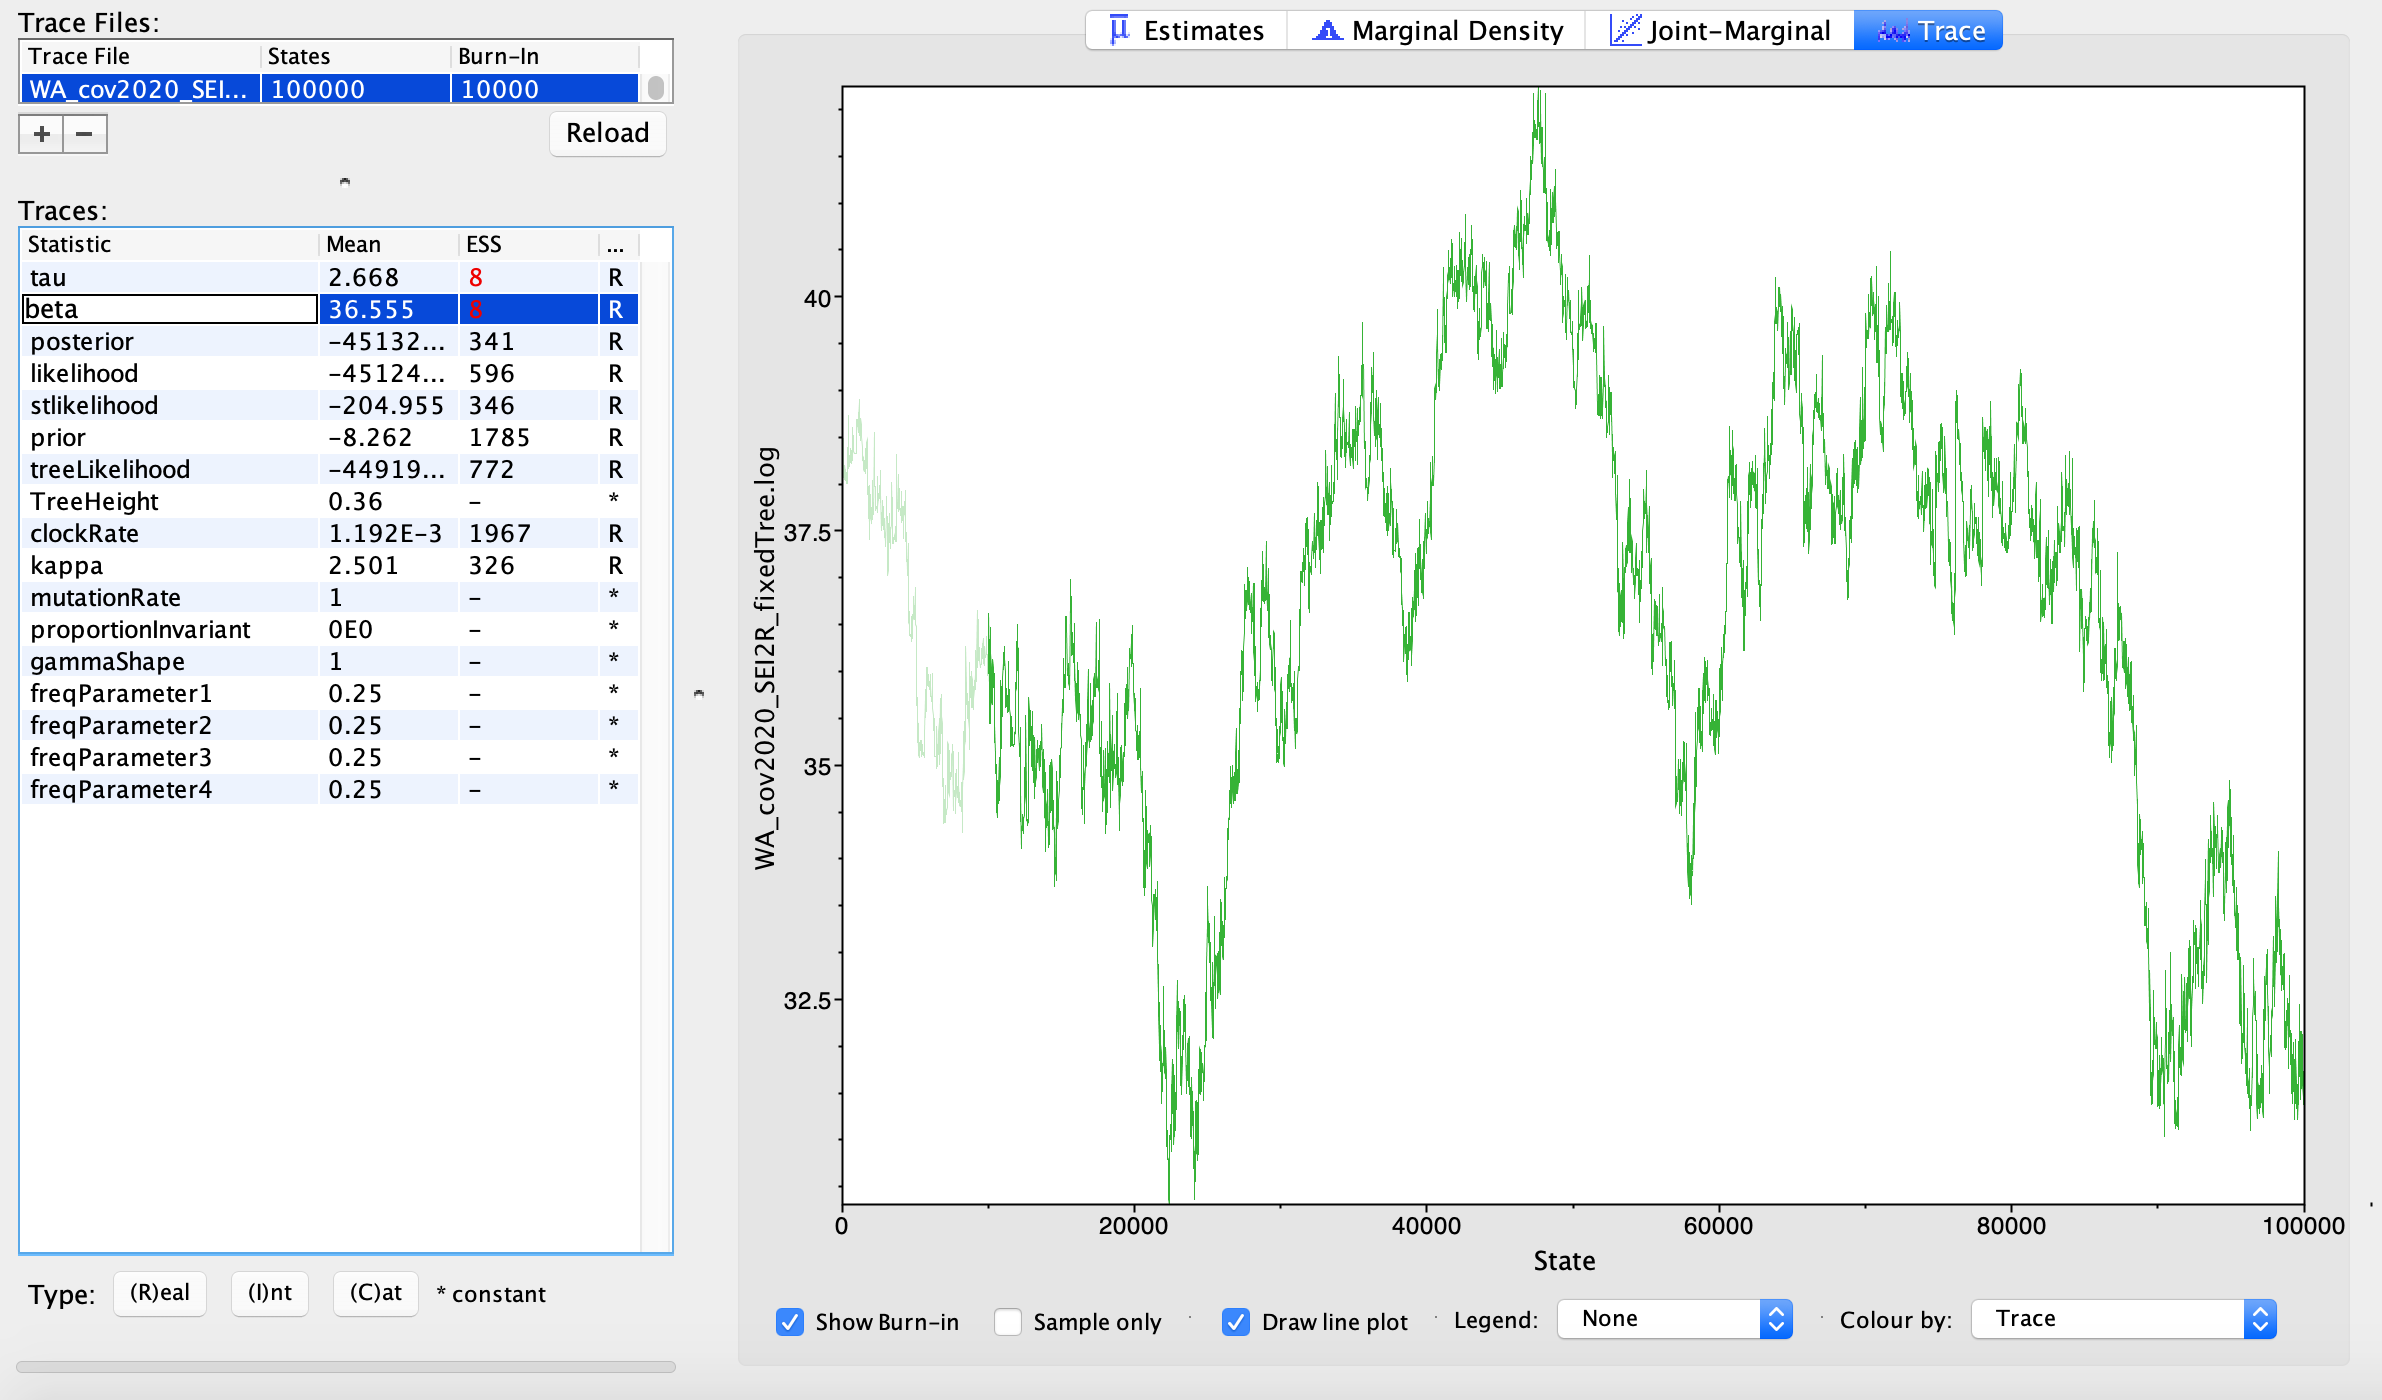 Trace Files:
Trace File States Burn-In
WA_cov2020_SEI... 100000 10000
+ − Reload
Traces:
Statistic Mean ESS ...
tau 2.668 8 R
beta 36.555 8 R
posterior -45132... 341 R
likelihood -45124... 596 R
stlikelihood -204.955 346 R
prior -8.262 1785 R
treeLikelihood -44919... 772 R
TreeHeight 0.36 - *
clockRate 1.192E-3 1967 R
kappa 2.501 326 R
mutationRate 1 - *
proportionInvariant 0E0 - *
gammaShape 1 - *
freqParameter1 0.25 - *
freqParameter2 0.25 - *
freqParameter3 0.25 - *
freqParameter4 0.25 - *
Type: (R)eal (I)nt (C)at * constant
Estimates Marginal Density Joint-Marginal Trace
WA_cov2020_SEI2R_fixedTree.log
40
37.5
35
32.5
0 20000 40000 60000 80000 100000
State
Show Burn-in Sample only Draw line plot Legend: None Colour by: Trace